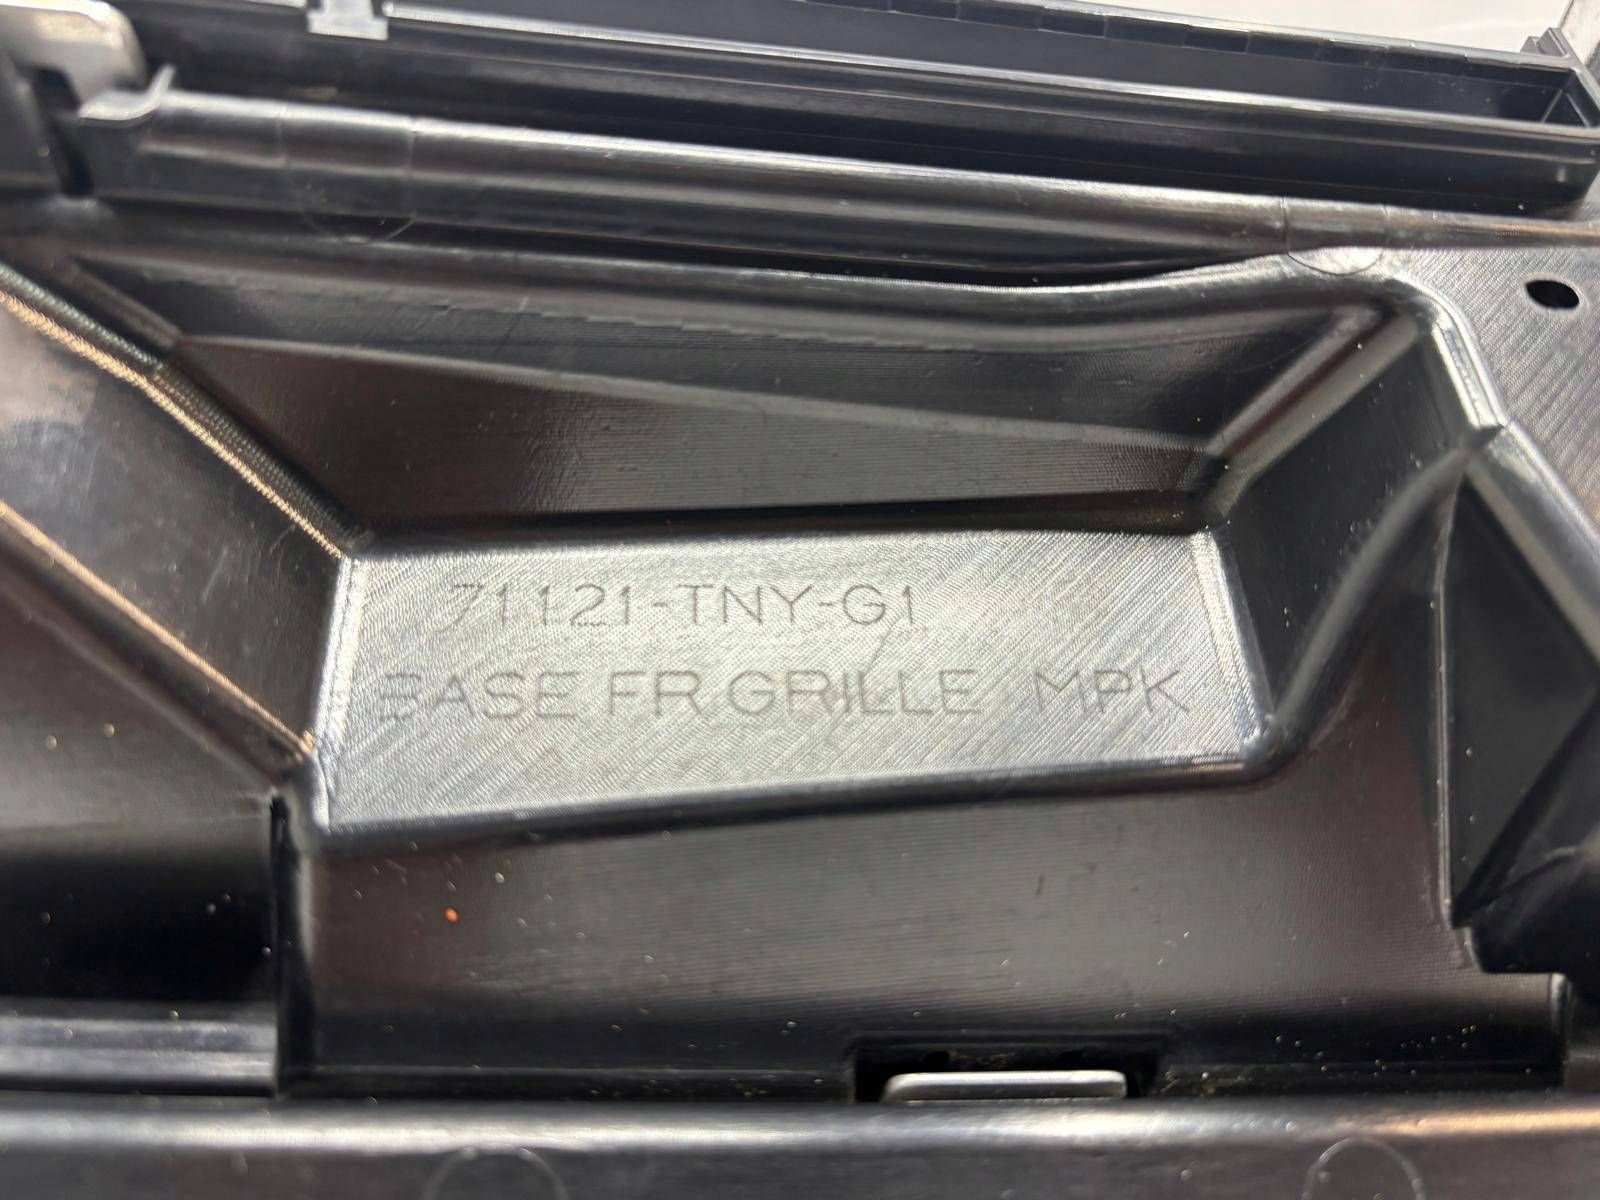 71121-TNY-G1
BASE FR GRILLE MPK